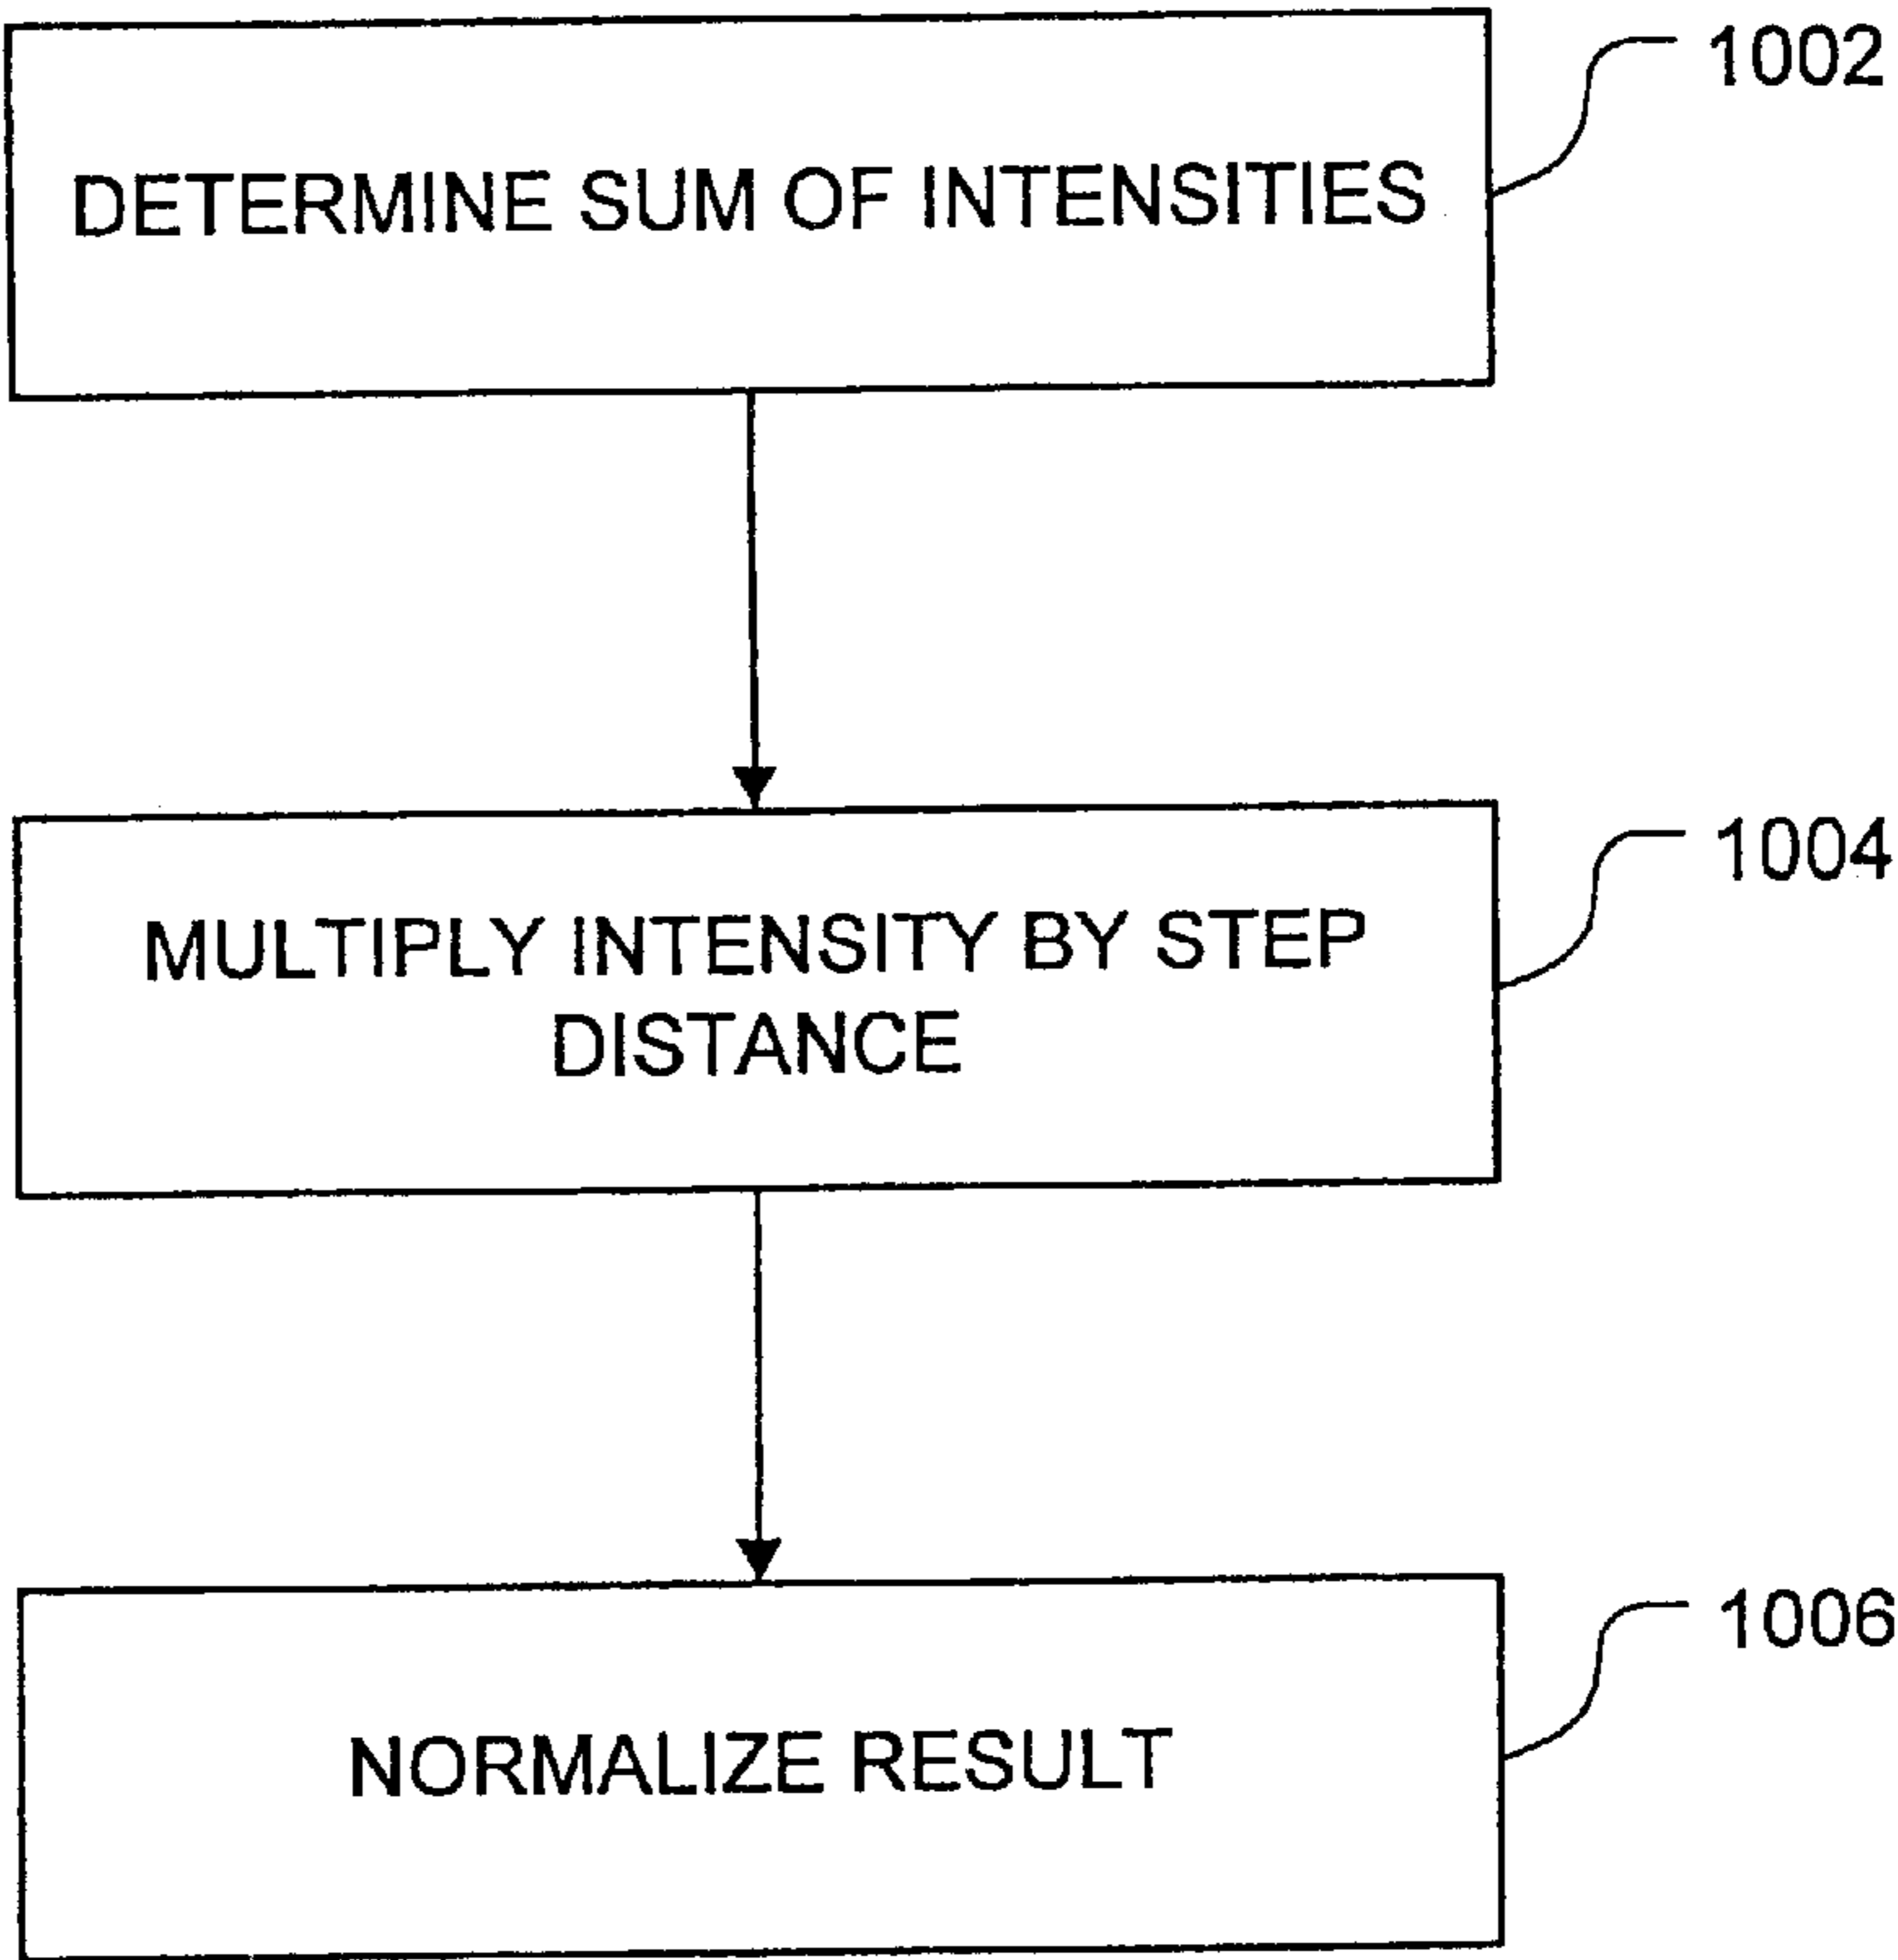 1002
DETERMINE SUM OF INTENSITIES
1004
MULTIPLY INTENSITY BY STEP
DISTANCE
1006
NORMALIZE RESULT